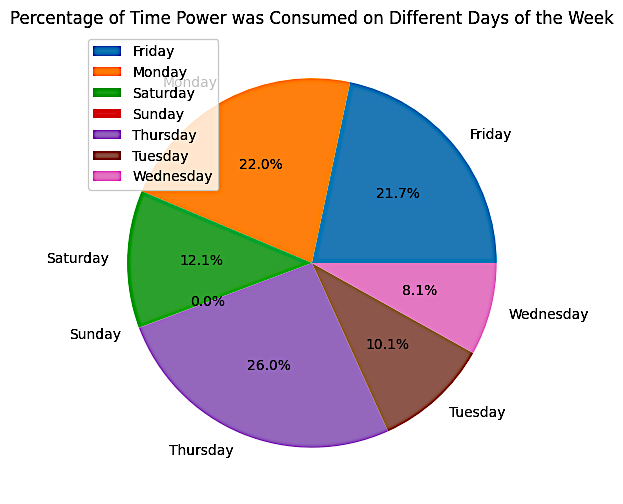 Percentage of Time Power was Consumed on Different Days of the Week
Friday
Monday
Saturday
Sunday
Thursday
Tuesday
Wednesday
Monday
Friday
22.0%
21.7%
Saturday
12.1%
8.1%
0.0%
Wednesday
Sunday
10.1%
26.0%
Tuesday
Thursday